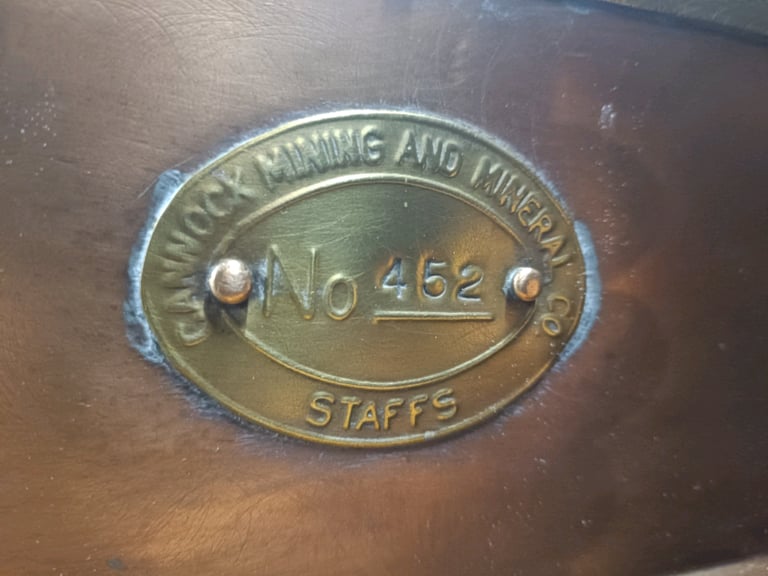 CANNOCK MINING AND MINERAL CO.
No 452
STAFFS